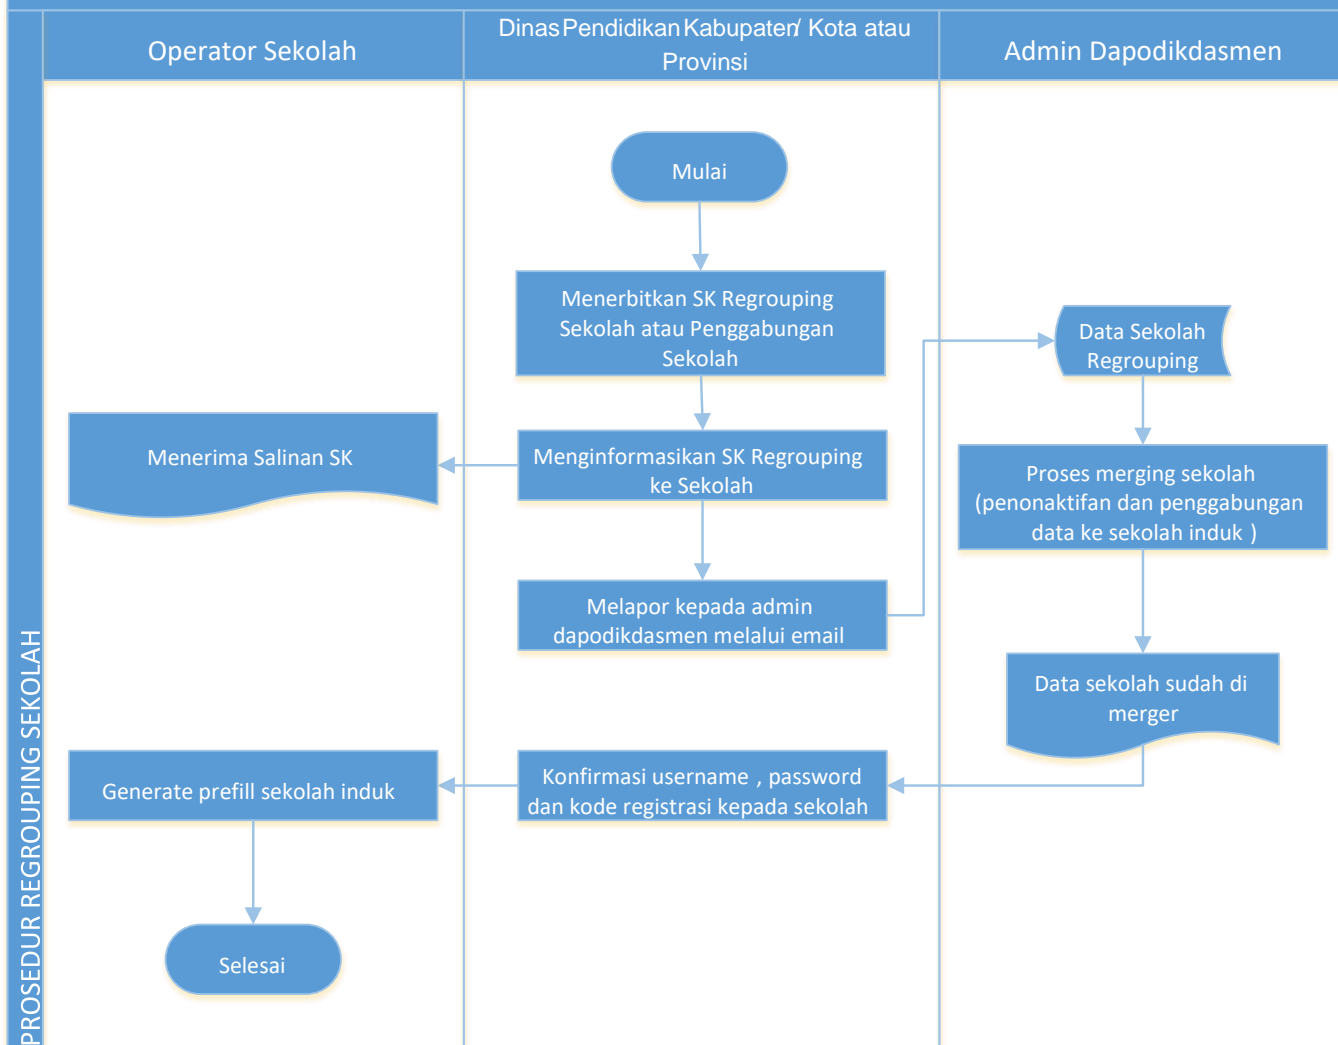 Operator Sekolah
Dinas Pendidikan Kabupaten/ Kota atau
Provinsi
Admin Dapodikdasmen
Mulai
Menerbitkan SK Regrouping
Sekolah atau Penggabungan
Sekolah
Data Sekolah
Regrouping
Menerima Salinan SK
Menginformasikan SK Regrouping
ke Sekolah
Proses merging sekolah
(penonaktifan dan penggabungan
data ke sekolah induk )
Melapor kepada admin
dapodikdasmen melalui email
Data sekolah sudah di
merger
Generate prefill sekolah induk
Konfirmasi username , password
dan kode registrasi kepada sekolah
Selesai
PROSEDUR REGROUPING SEKOLAH